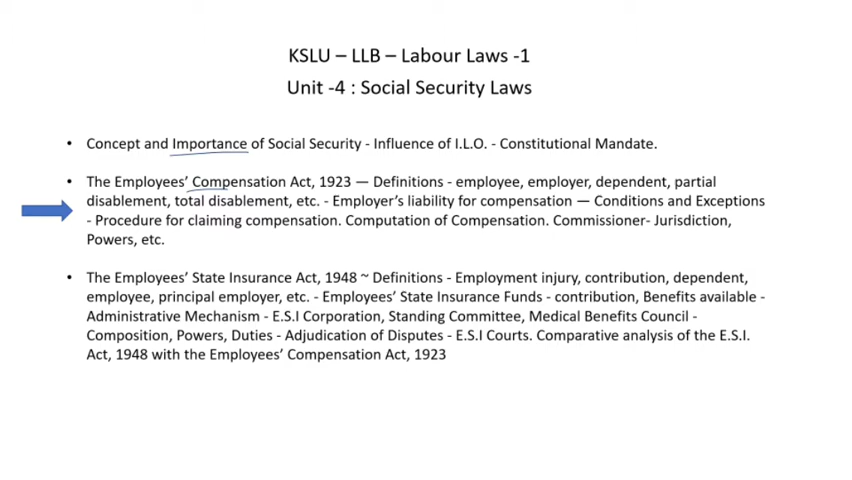 KSLU – LLB – Labour Laws -1
Unit -4 : Social Security Laws
• Concept and Importance of Social Security - Influence of I.L.O. - Constitutional Mandate.
• The Employees' Compensation Act, 1923 — Definitions - employee, employer, dependent, partial
disablement, total disablement, etc. - Employer's liability for compensation — Conditions and Exceptions
- Procedure for claiming compensation. Computation of Compensation. Commissioner- Jurisdiction,
Powers, etc.
• The Employees' State Insurance Act, 1948 ~ Definitions - Employment injury, contribution, dependent,
employee, principal employer, etc. - Employees' State Insurance Funds - contribution, Benefits available -
Administrative Mechanism - E.S.I Corporation, Standing Committee, Medical Benefits Council -
Composition, Powers, Duties - Adjudication of Disputes - E.S.I Courts. Comparative analysis of the E.S.I.
Act, 1948 with the Employees' Compensation Act, 1923